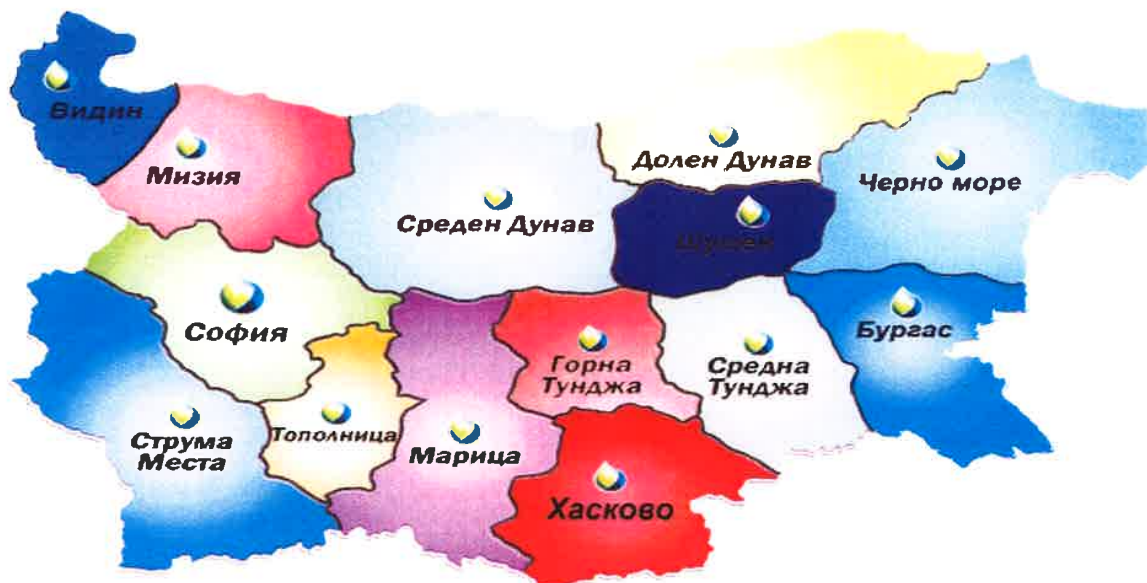 Видин
Мизия
Среден Дунав
Долен Дунав
Черно море
Шумен
София
Горна
Тунджа
Средна
Тунджа
Бургас
Струма
Места
Тополница
Марица
Хасково